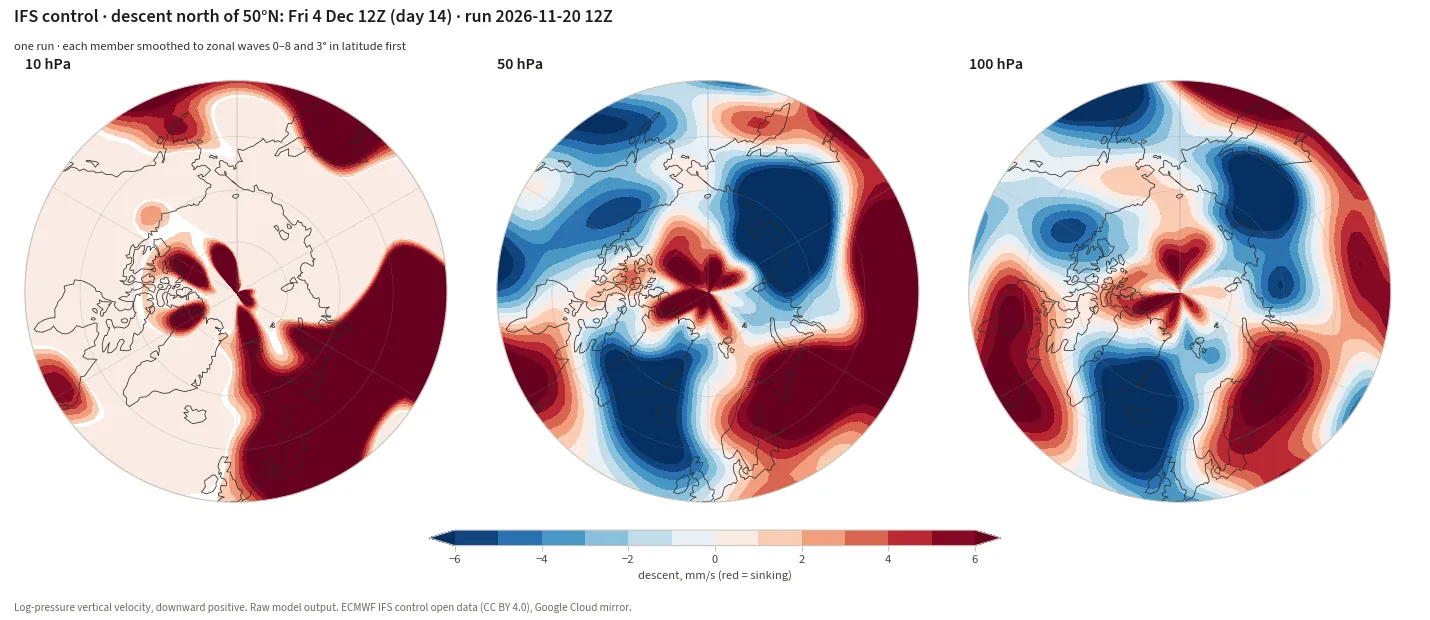 IFS control · descent north of 50°N: Fri 4 Dec 12Z (day 14) · run 2026-11-20 12Z
one run · each member smoothed to zonal waves 0–8 and 3° in latitude first
10 hPa
50 hPa
100 hPa
−6 −4 −2 0 2 4 6
descent, mm/s (red = sinking)
Log-pressure vertical velocity, downward positive. Raw model output. ECMWF IFS control open data (CC BY 4.0), Google Cloud mirror.